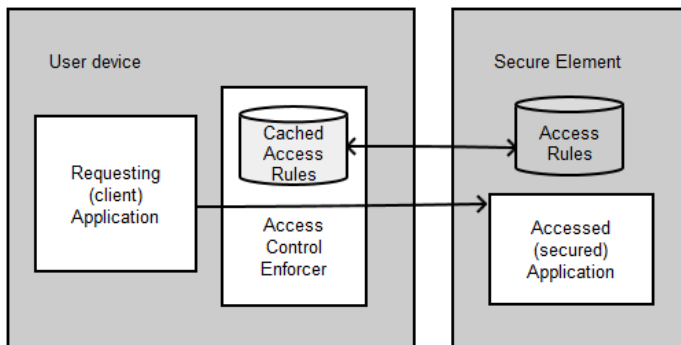 User device
Secure Element
Cached
Access
Rules
Access
Rules
Requesting
(client)
Application
Access
Control
Enforcer
Accessed
(secured)
Application